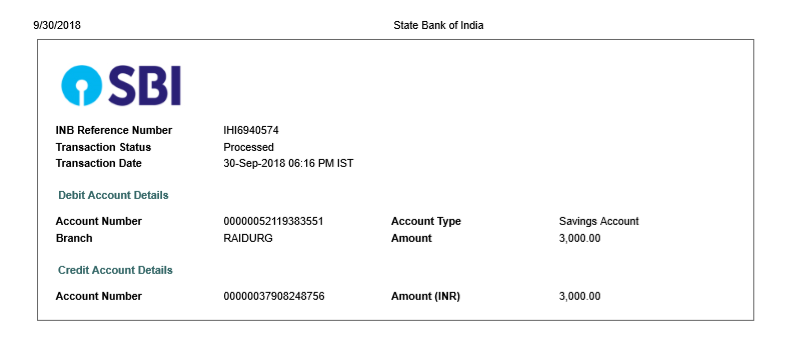 9/30/2018 State Bank of India
SBI
INB Reference Number IHI6940574
Transaction Status Processed
Transaction Date 30-Sep-2018 06:16 PM IST
Debit Account Details
Account Number 00000052119383551 Account Type Savings Account
Branch RAIDURG Amount 3,000.00
Credit Account Details
Account Number 00000037908248756 Amount (INR) 3,000.00